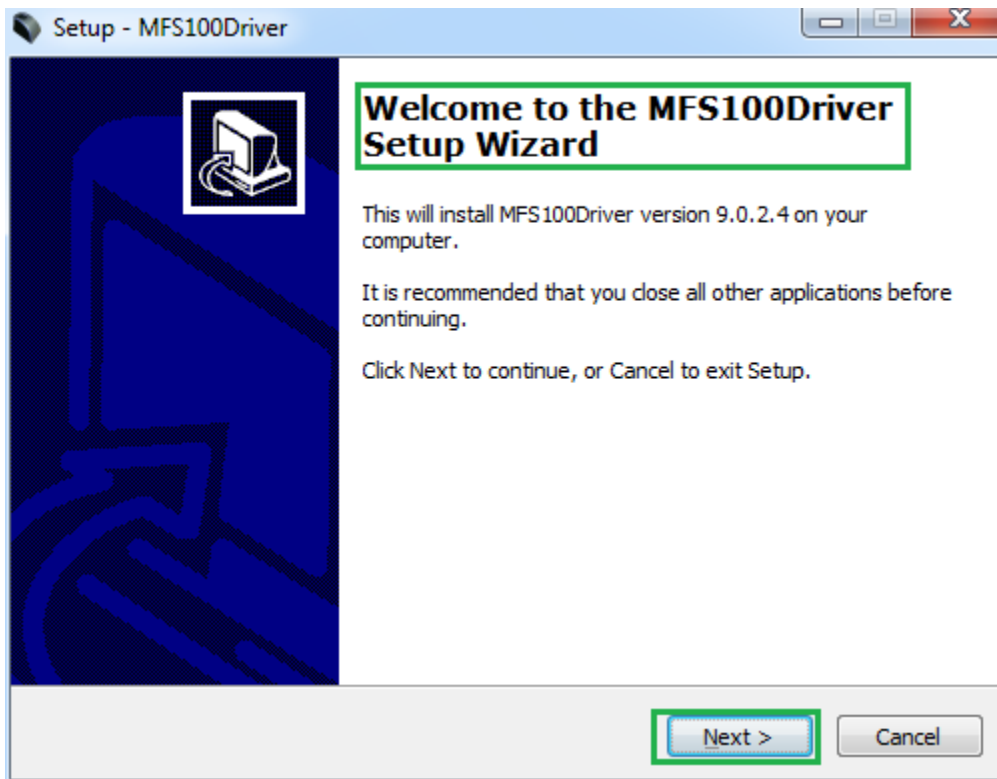 Setup - MFS100Driver
Welcome to the MFS100Driver
Setup Wizard
This will install MFS100Driver version 9.0.2.4 on your
computer.
It is recommended that you close all other applications before
continuing.
Click Next to continue, or Cancel to exit Setup.
Next >
Cancel